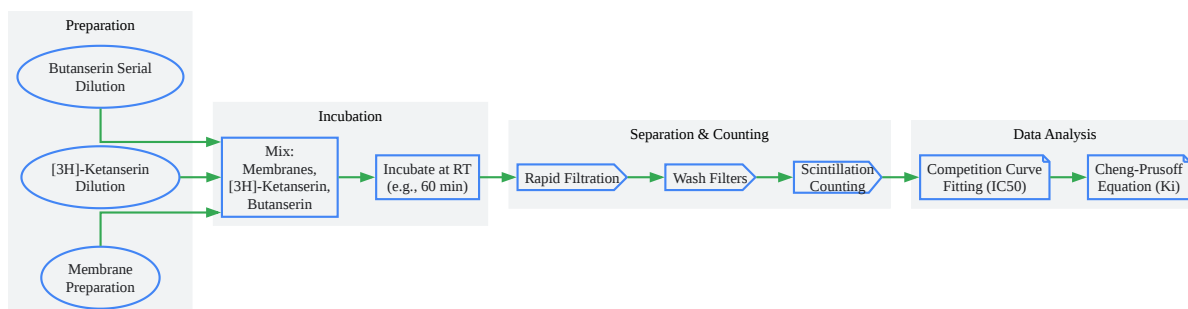 Preparation
Butanserin Serial
Dilution
[3H]-Ketanserin
Dilution
Membrane
Preparation
Incubation
Mix:
Membranes,
[3H]-Ketanserin,
Butanserin
Incubate at RT
(e.g., 60 min)
Separation & Counting
Rapid Filtration
Wash Filters
Scintillation
Counting
Data Analysis
Competition Curve
Fitting (IC50)
Cheng-Prusoff
Equation (Ki)